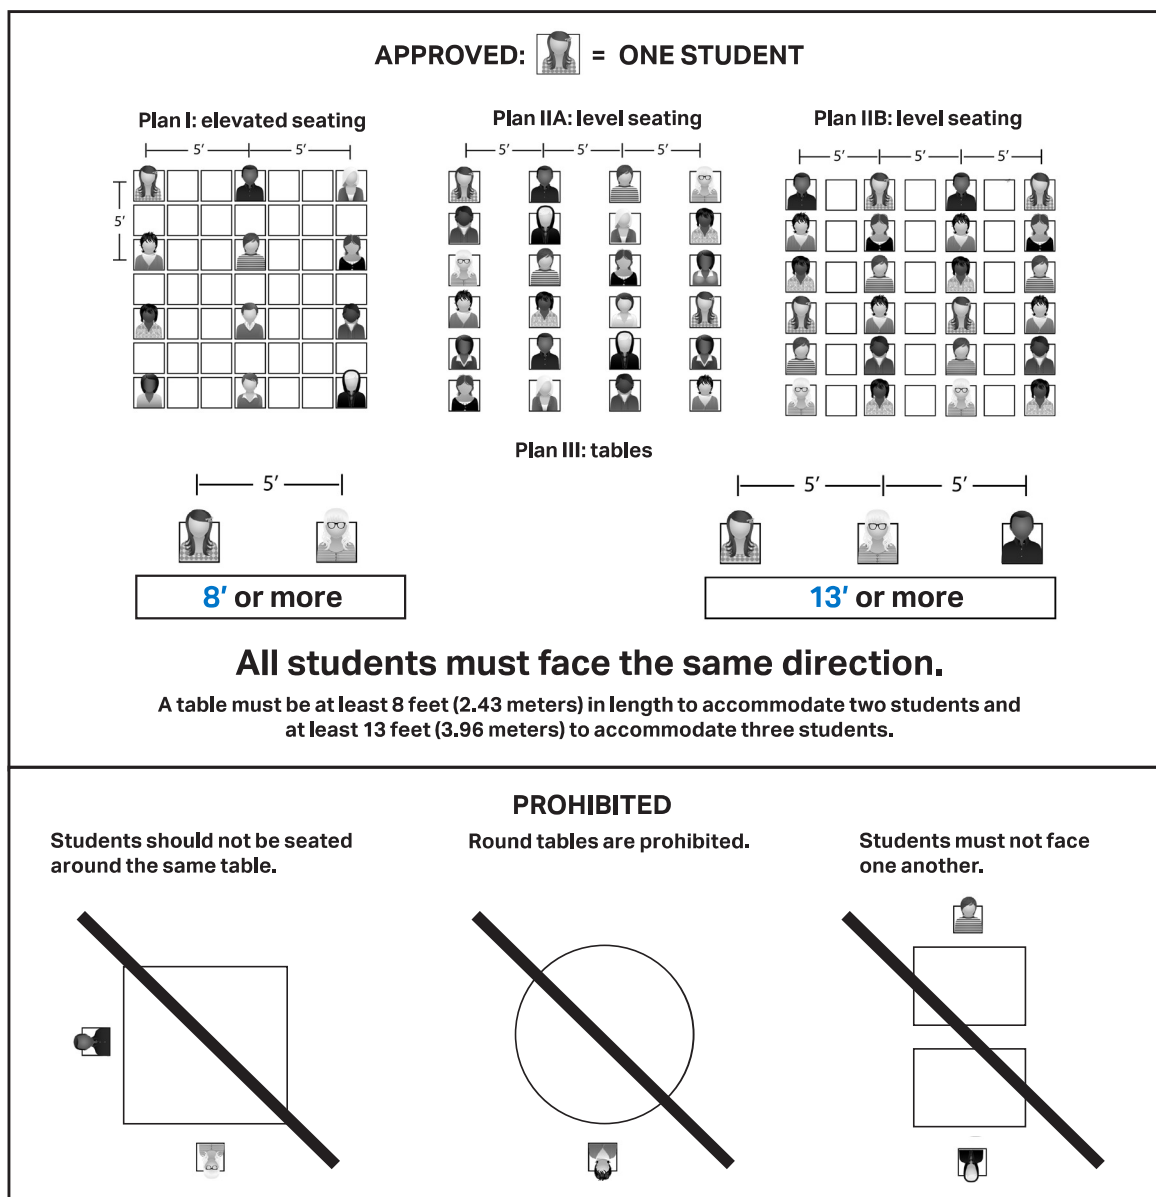 APPROVED: = ONE STUDENT
Plan I: elevated seating
Plan IIA: level seating
Plan IIB: level seating
5′ 5′
5′ 5′ 5′
5′ 5′ 5′
5′
Plan III: tables
5′
5′ 5′
8′ or more
13′ or more
All students must face the same direction.
A table must be at least 8 feet (2.43 meters) in length to accommodate two students and
at least 13 feet (3.96 meters) to accommodate three students.
PROHIBITED
Students should not be seated
around the same table.
Round tables are prohibited.
Students must not face
one another.